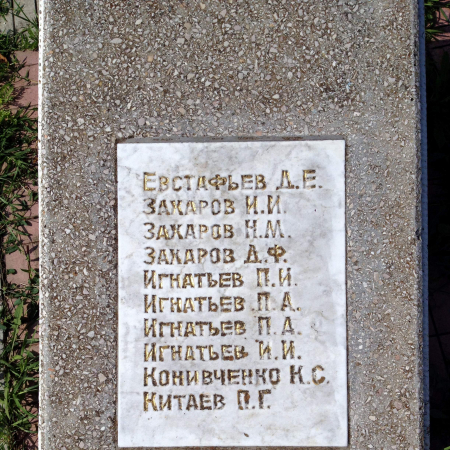 Евстафьев Д.Е.
Захаров И.И.
Захаров Н.М.
Захаров Д.Ф.
Игнатьев П.И.
Игнатьев П.А.
Игнатьев П.Д.
Игнатьев И.И.
Конивченко К.С.
Китаев П.Г.